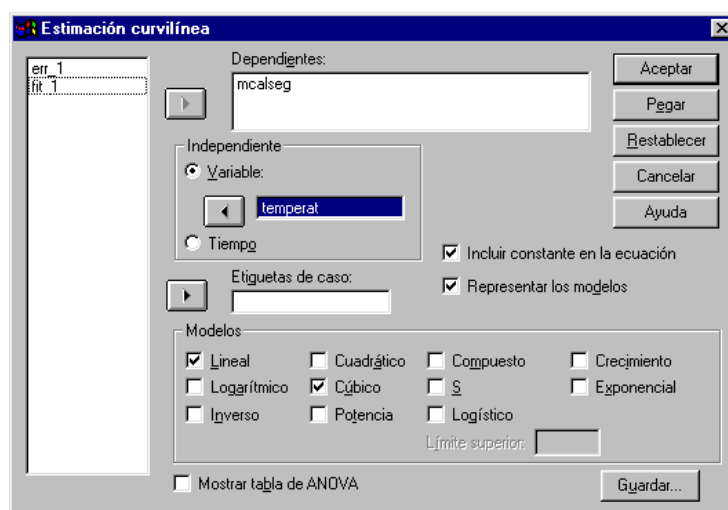 Estimación curvilínea
err_1
fit_1
Dependientes:
mcalseg
Independiente
Variable:
temperat
Tiempo
Etiquetas de caso:
Incluir constante en la ecuación
Representar los modelos
Aceptar
Pegar
Restablecer
Cancelar
Ayuda
Modelos
Lineal Cuadrático Compuesto Crecimiento
Logarítmico Cúbico S Exponencial
Inverso Potencia Logístico
Límite superior:
Mostrar tabla de ANOVA
Guardar...